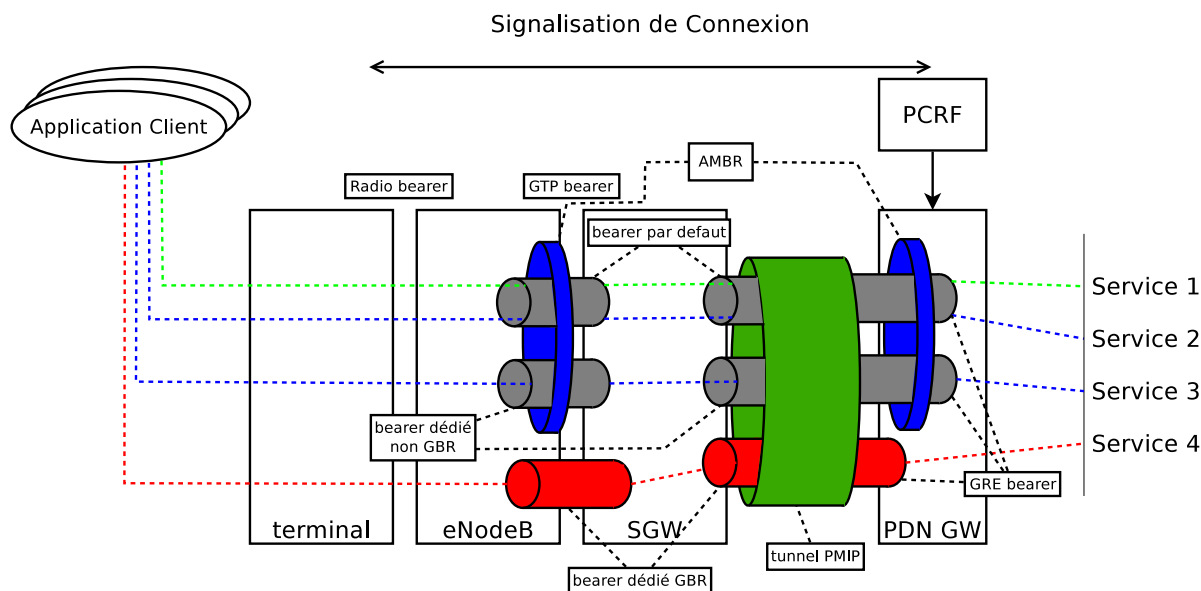 Signalisation de Connexion
Application Client
PCRF
AMBR
Radio bearer
GTP bearer
bearer par defaut
Service 1
Service 2
Service 3
Service 4
bearer dédié
non GBR
GRE bearer
terminal
eNodeB
SGW
PDN GW
tunnel PMIP
bearer dédié GBR